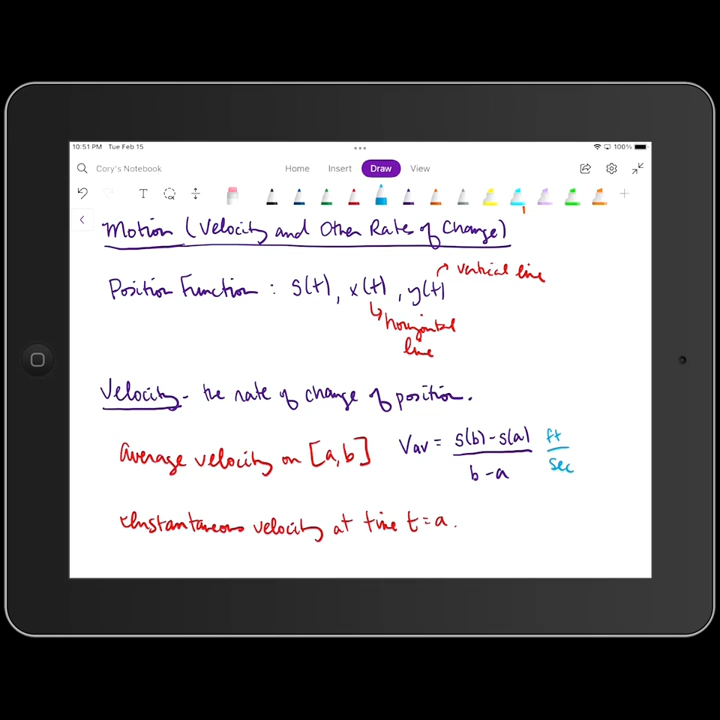 10:51 PM Tue Feb 15
100%
Cory's Notebook
Home Insert Draw View
Motion (Velocity and Other Rates of Change)
Position Function : s(t), x(t), y(t)
vertical line
horizontal
line
Velocity - the rate of change of position.
Average velocity on [a,b] Vav = s(b)-s(a) / b-a ft / sec
Instantaneous velocity at time t=a.